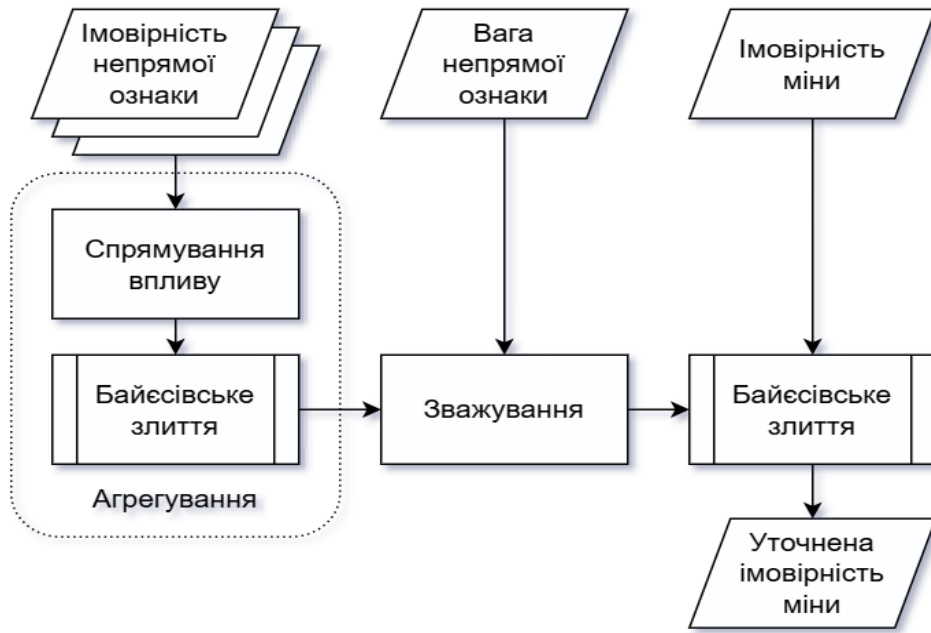 Імовірність
непрямої
ознаки
Вага
непрямої
ознаки
Імовірність
міни
Спрямування
впливу
Байєсівське
злиття
Агрегування
Зважування
Байєсівське
злиття
Уточнена
імовірність
міни